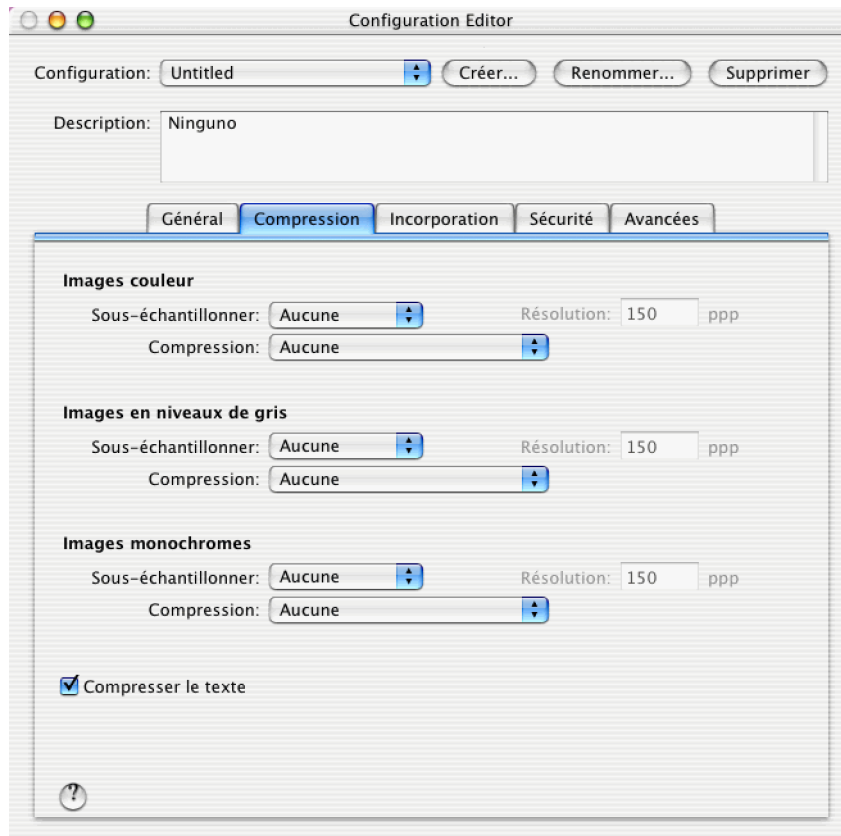 Configuration Editor
Configuration: Untitled Créer... Renommer... Supprimer
Description: Ninguno
Général Compression Incorporation Sécurité Avancées
Images couleur
Sous-échantillonner: Aucune Résolution: 150 ppp
Compression: Aucune
Images en niveaux de gris
Sous-échantillonner: Aucune Résolution: 150 ppp
Compression: Aucune
Images monochromes
Sous-échantillonner: Aucune Résolution: 150 ppp
Compression: Aucune
Compresser le texte
?